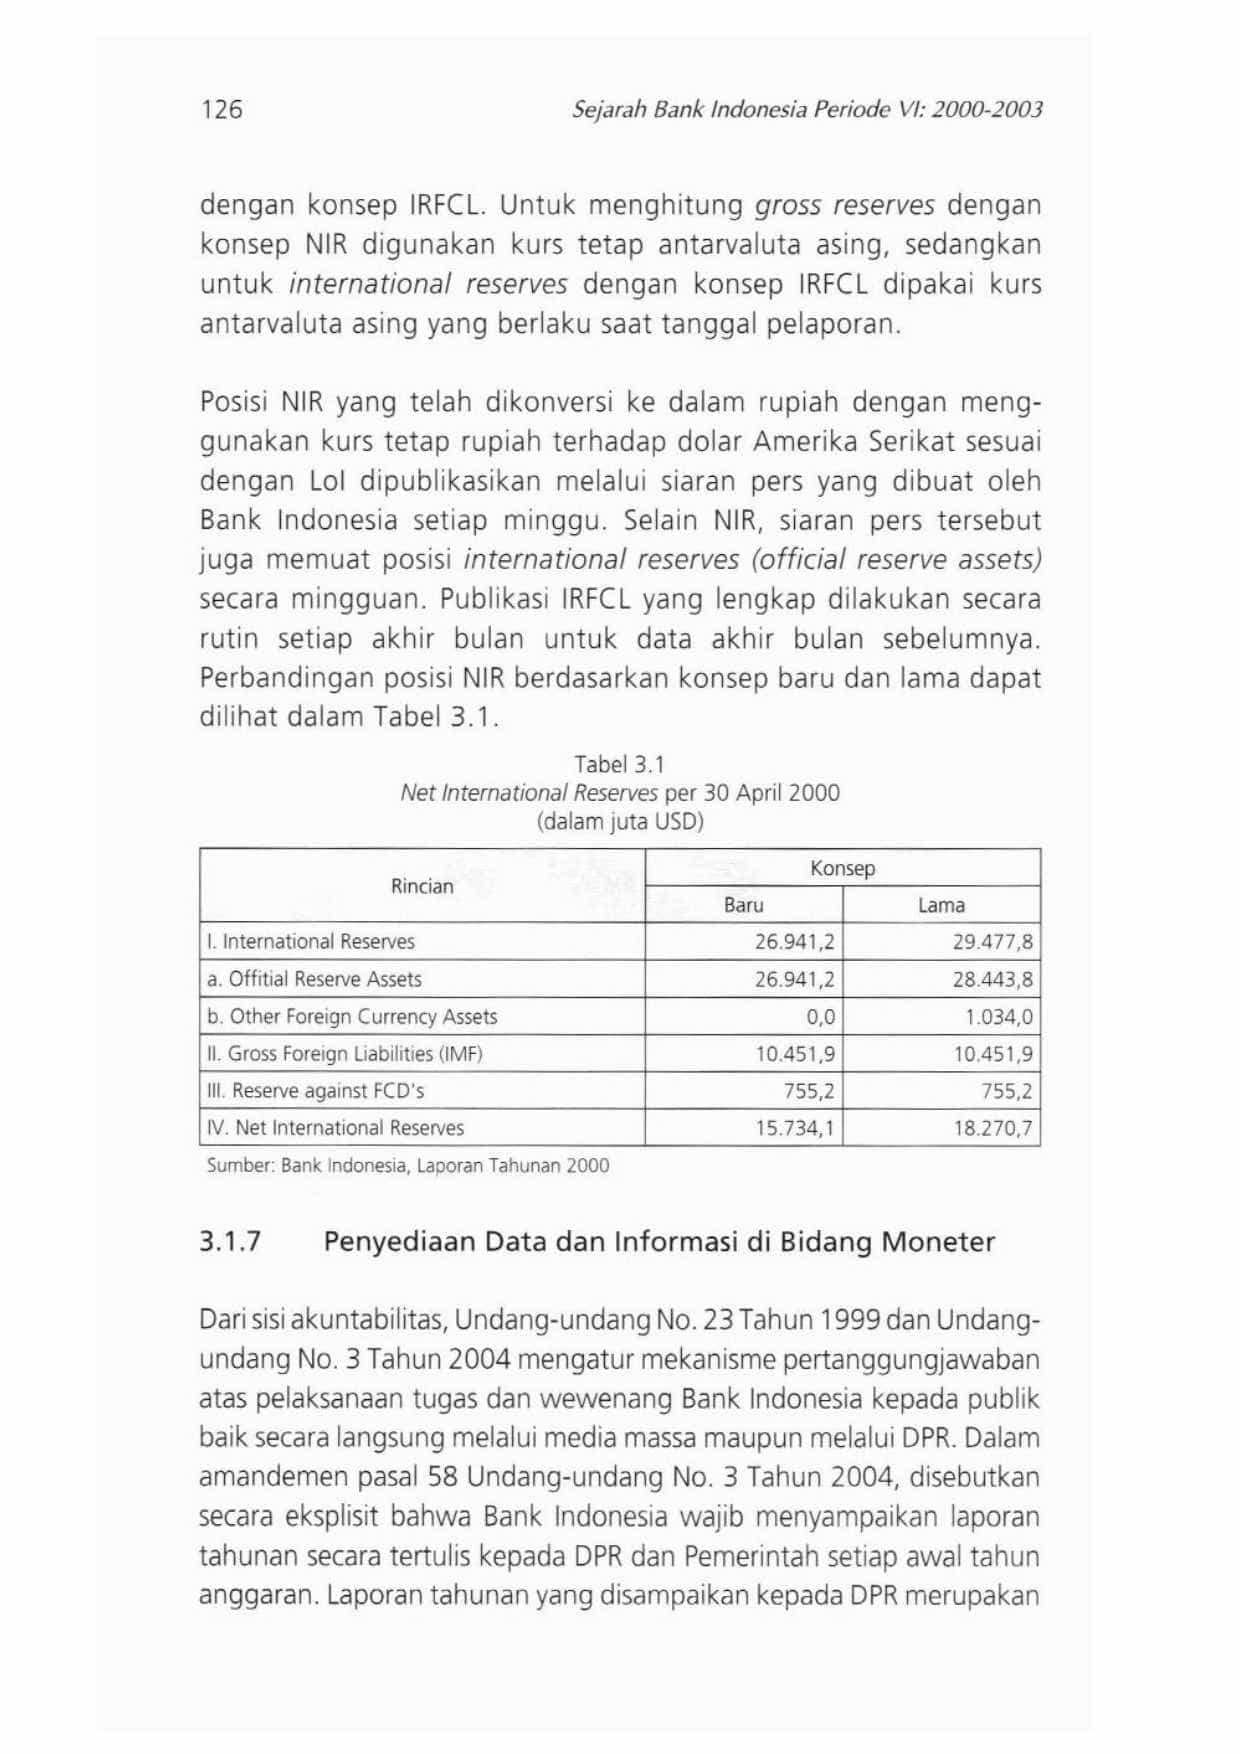 126
Sejarah Bank Indonesia Periode VI: 2000-2003
dengan konsep IRFCL. Untuk menghitung gross reserves dengan
konsep NIR digunakan kurs tetap antarvaluta asing, sedangkan
untuk international reserves dengan konsep IRFCL dipakai kurs
antarvaluta asing yang berlaku saat tanggal pelaporan.
Posisi NIR yang telah dikonversi ke dalam rupiah dengan meng-
gunakan kurs tetap rupiah terhadap dolar Amerika Serikat sesuai
dengan LoI dipublikasikan melalui siaran pers yang dibuat oleh
Bank Indonesia setiap minggu. Selain NIR, siaran pers tersebut
juga memuat posisi international reserves (official reserve assets)
secara mingguan. Publikasi IRFCL yang lengkap dilakukan secara
rutin setiap akhir bulan untuk data akhir bulan sebelumnya.
Perbandingan posisi NIR berdasarkan konsep baru dan lama dapat
dilihat dalam Tabel 3.1.
Tabel 3.1
Net International Reserves per 30 April 2000
(dalam juta USD)
Rincian Konsep
Baru Lama
I. International Reserves 26.941,2 29.477,8
a. Offitial Reserve Assets 26.941,2 28.443,8
b. Other Foreign Currency Assets 0,0 1.034,0
II. Gross Foreign Liabilities (IMF) 10.451,9 10.451,9
III. Reserve against FCD's 755,2 755,2
IV. Net International Reserves 15.734,1 18.270,7
Sumber: Bank Indonesia, Laporan Tahunan 2000
3.1.7 Penyediaan Data dan Informasi di Bidang Moneter
Dari sisi akuntabilitas, Undang-undang No. 23 Tahun 1999 dan Undang-
undang No. 3 Tahun 2004 mengatur mekanisme pertanggungjawaban
atas pelaksanaan tugas dan wewenang Bank Indonesia kepada publik
baik secara langsung melalui media massa maupun melalui DPR. Dalam
amandemen pasal 58 Undang-undang No. 3 Tahun 2004, disebutkan
secara eksplisit bahwa Bank Indonesia wajib menyampaikan laporan
tahunan secara tertulis kepada DPR dan Pemerintah setiap awal tahun
anggaran. Laporan tahunan yang disampaikan kepada DPR merupakan